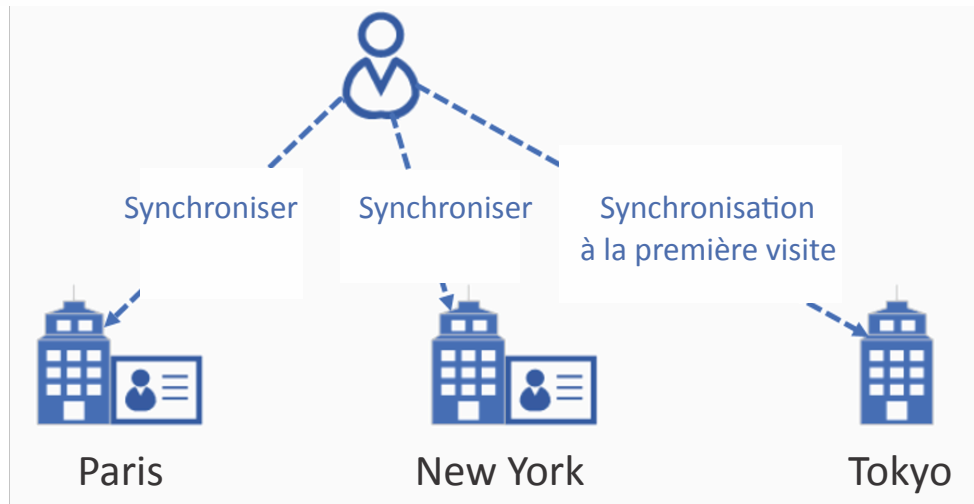 Synchroniser
Synchroniser
Synchronisation
à la première visite
Paris
New York
Tokyo